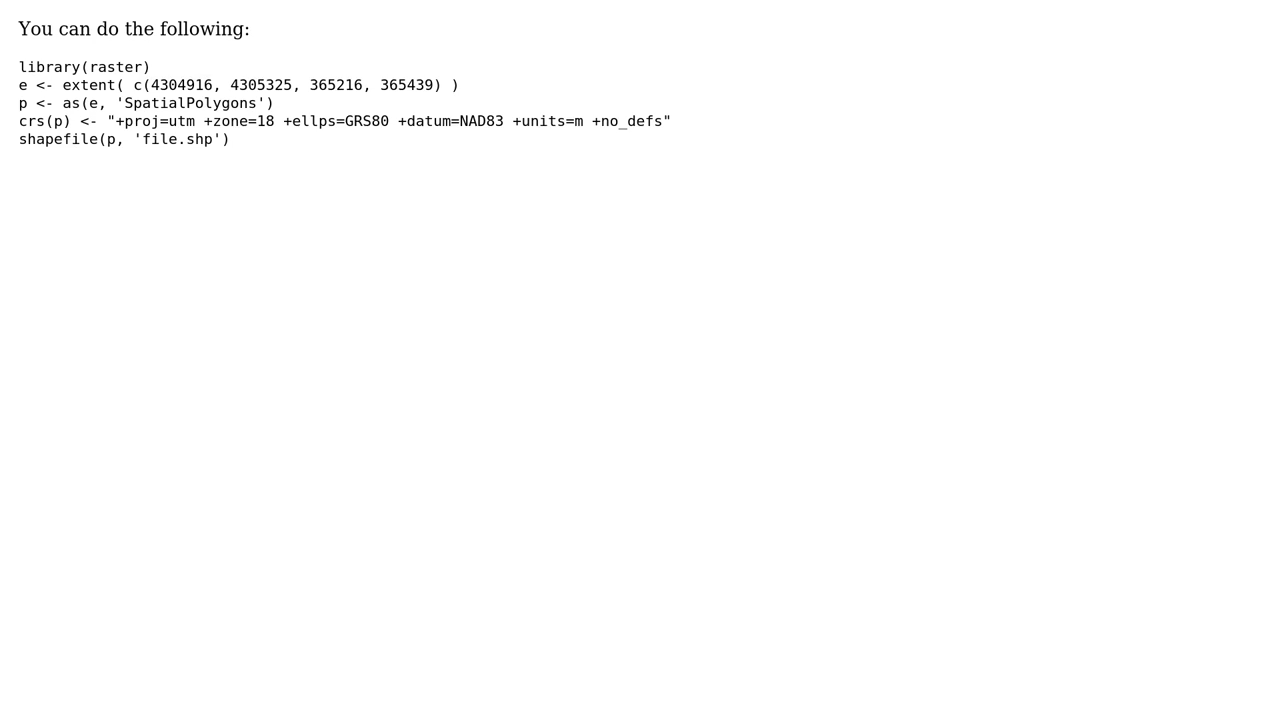 You can do the following:
library(raster)
e <- extent( c(4304916, 4305325, 365216, 365439) )
p <- as(e, 'SpatialPolygons')
crs(p) <- "+proj=utm +zone=18 +ellps=GRS80 +datum=NAD83 +units=m +no_defs"
shapefile(p, 'file.shp')